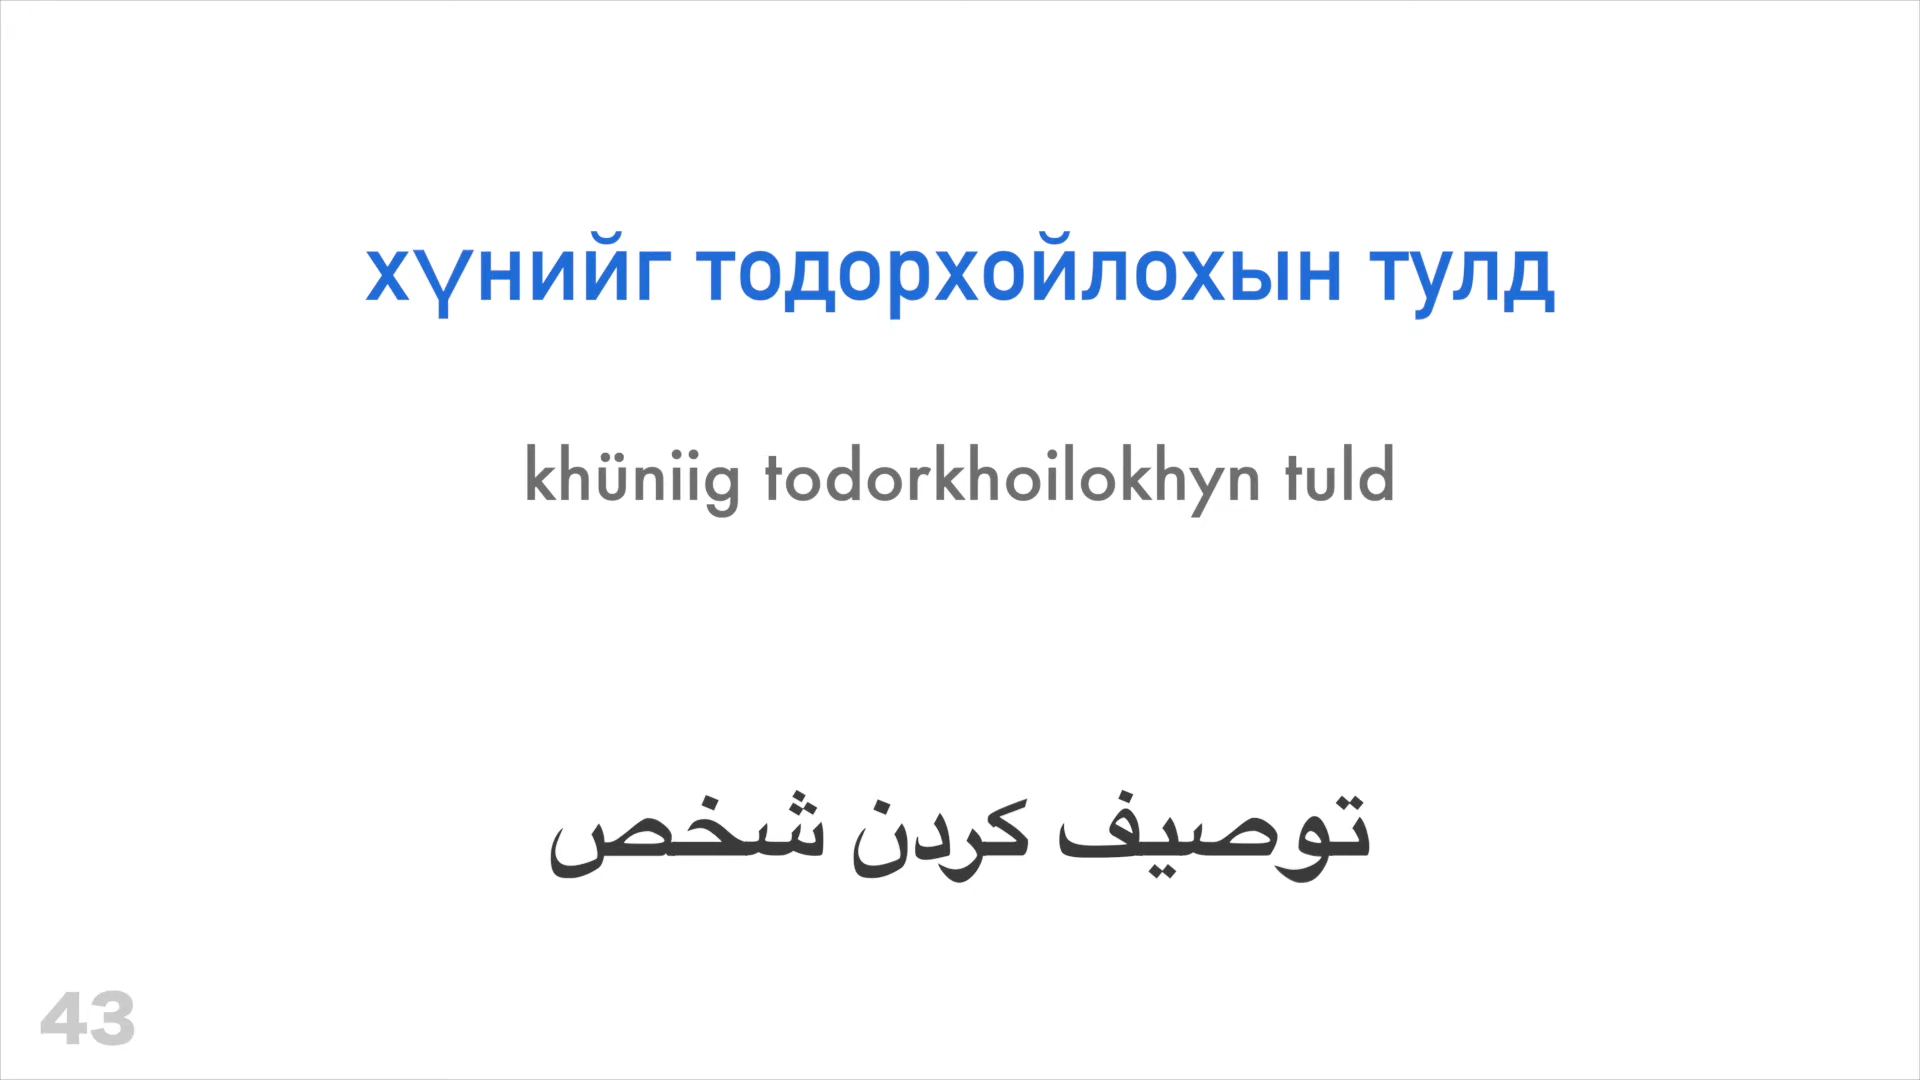 хүнийг тодорхойлохын тулд
khüniig todorkhoilokhyn tuld
توصیف کردن شخص
43